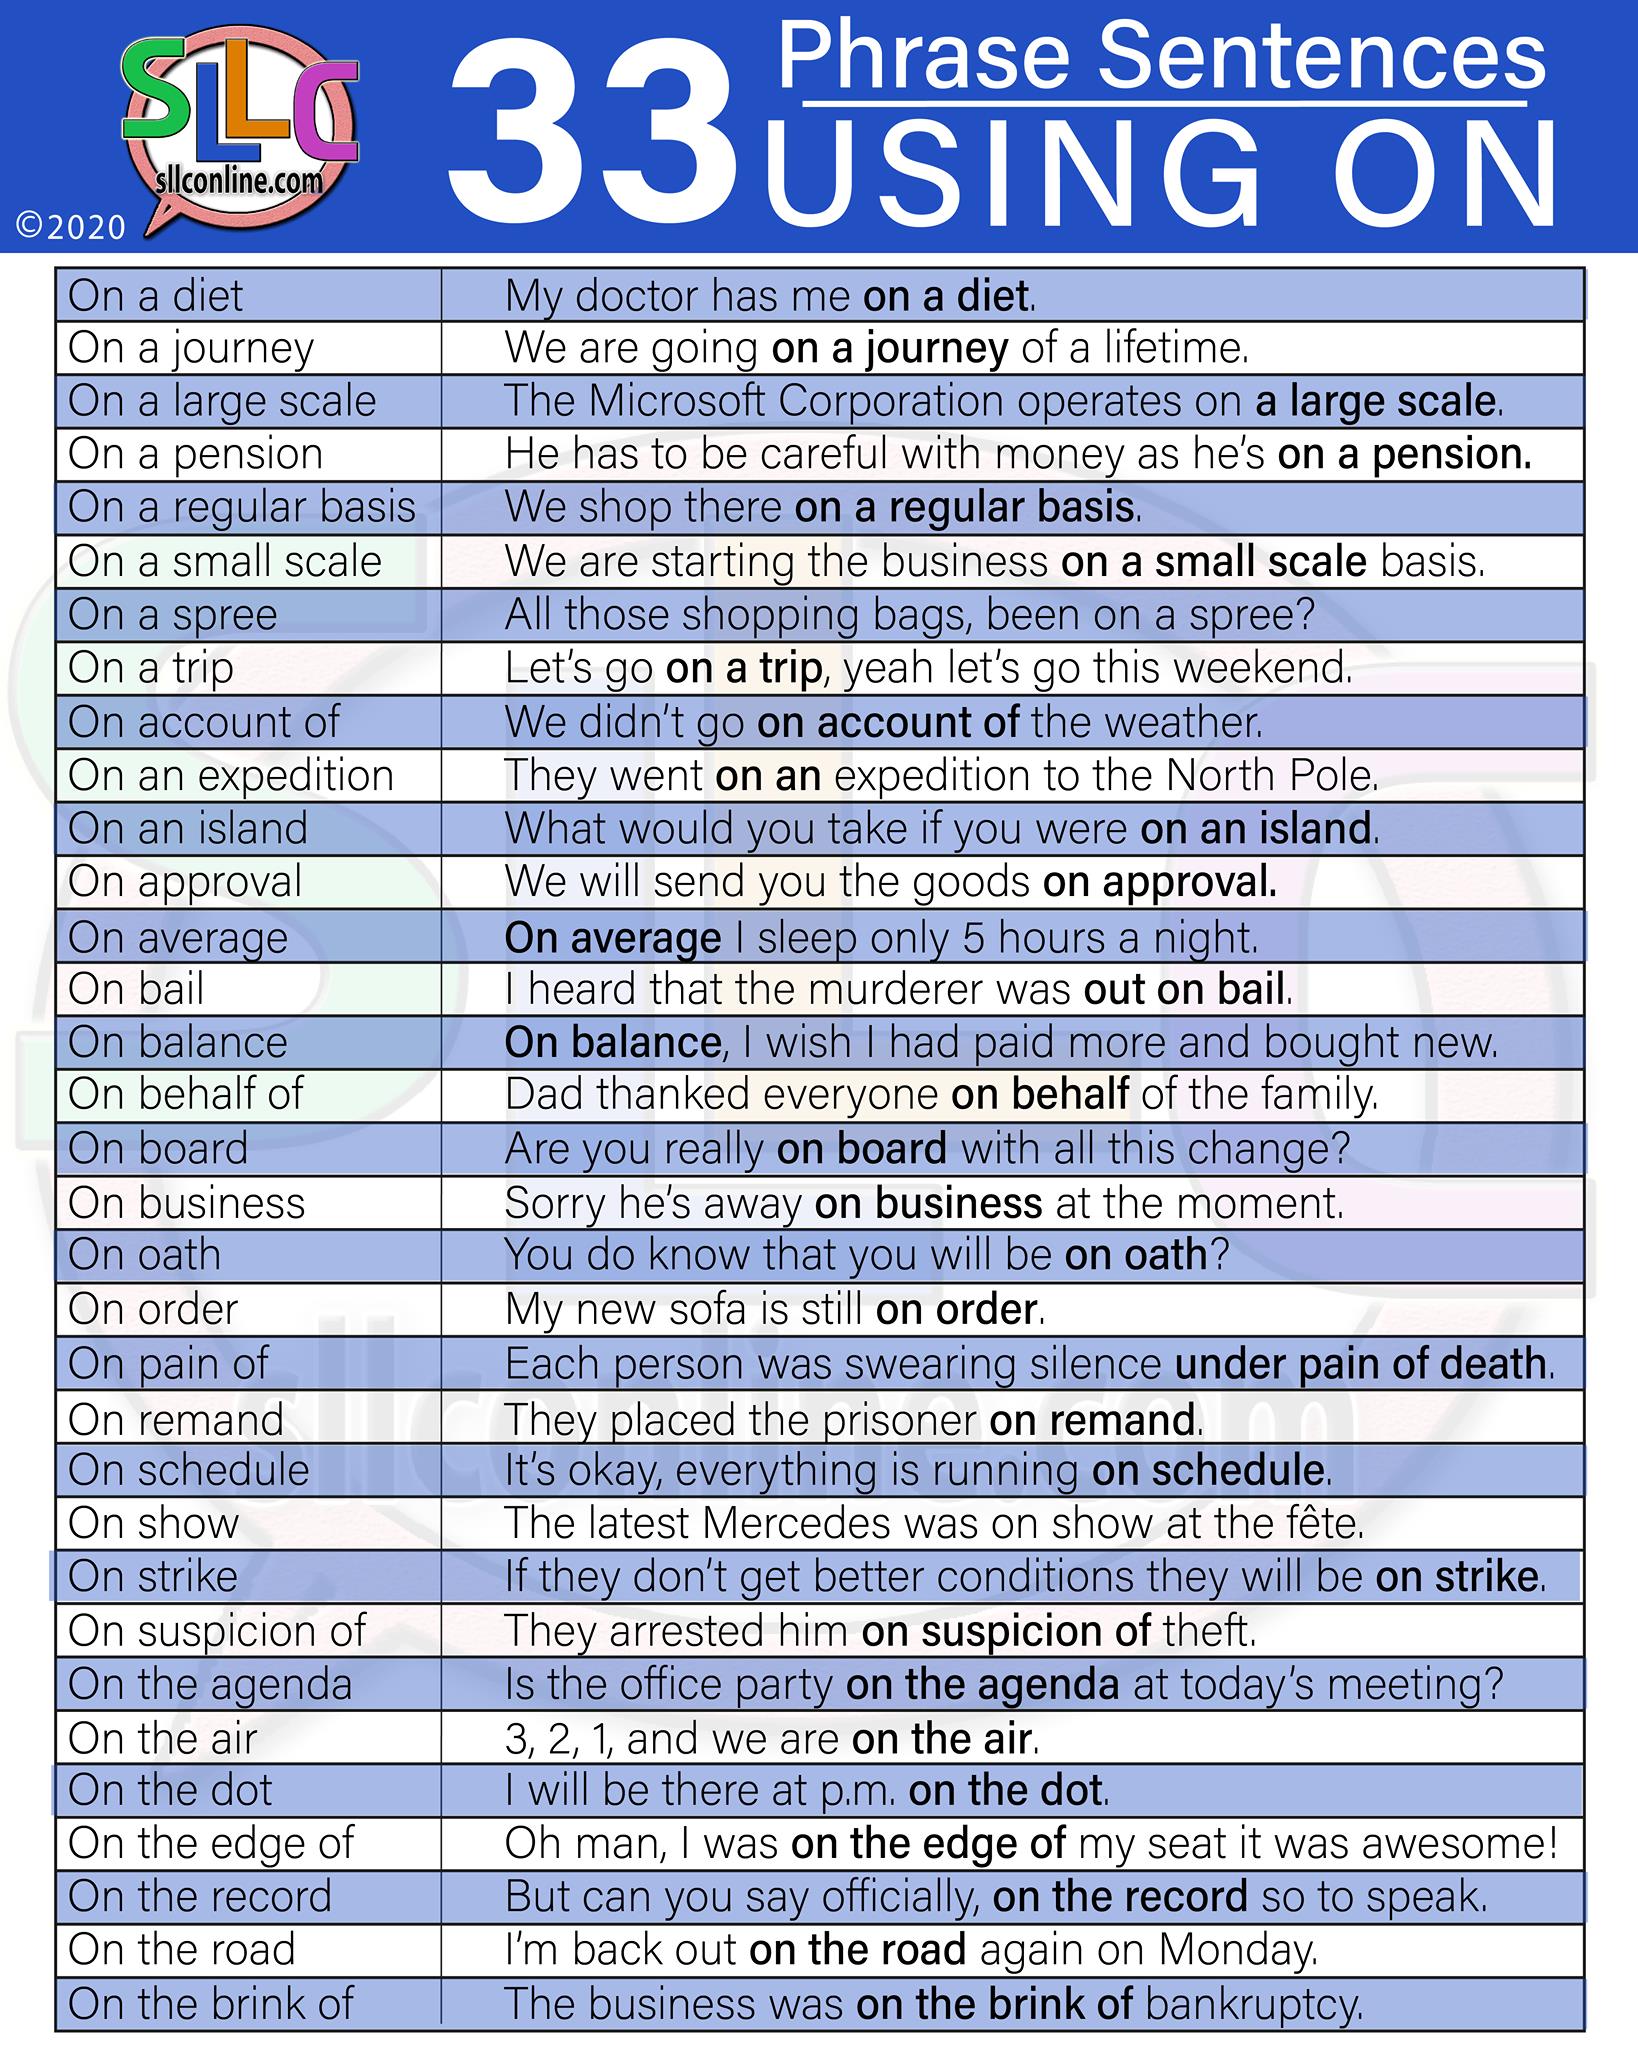 SLLC
sllconline.com
©2020
33
Phrase Sentences
USING ON
On a diet My doctor has me on a diet.
On a journey We are going on a journey of a lifetime.
On a large scale The Microsoft Corporation operates on a large scale.
On a pension He has to be careful with money as he's on a pension.
On a regular basis We shop there on a regular basis.
On a small scale We are starting the business on a small scale basis.
On a spree All those shopping bags, been on a spree?
On a trip Let's go on a trip, yeah let's go this weekend.
On account of We didn't go on account of the weather.
On an expedition They went on an expedition to the North Pole.
On an island What would you take if you were on an island.
On approval We will send you the goods on approval.
On average On average I sleep only 5 hours a night.
On bail I heard that the murderer was out on bail.
On balance On balance, I wish I had paid more and bought new.
On behalf of Dad thanked everyone on behalf of the family.
On board Are you really on board with all this change?
On business Sorry he's away on business at the moment.
On oath You do know that you will be on oath?
On order My new sofa is still on order.
On pain of Each person was swearing silence under pain of death.
On remand They placed the prisoner on remand.
On schedule It's okay, everything is running on schedule.
On show The latest Mercedes was on show at the fête.
On strike If they don't get better conditions they will be on strike.
On suspicion of They arrested him on suspicion of theft.
On the agenda Is the office party on the agenda at today's meeting?
On the air 3, 2, 1, and we are on the air.
On the dot I will be there at p.m. on the dot.
On the edge of Oh man, I was on the edge of my seat it was awesome!
On the record But can you say officially, on the record so to speak.
On the road I'm back out on the road again on Monday.
On the brink of The business was on the brink of bankruptcy.